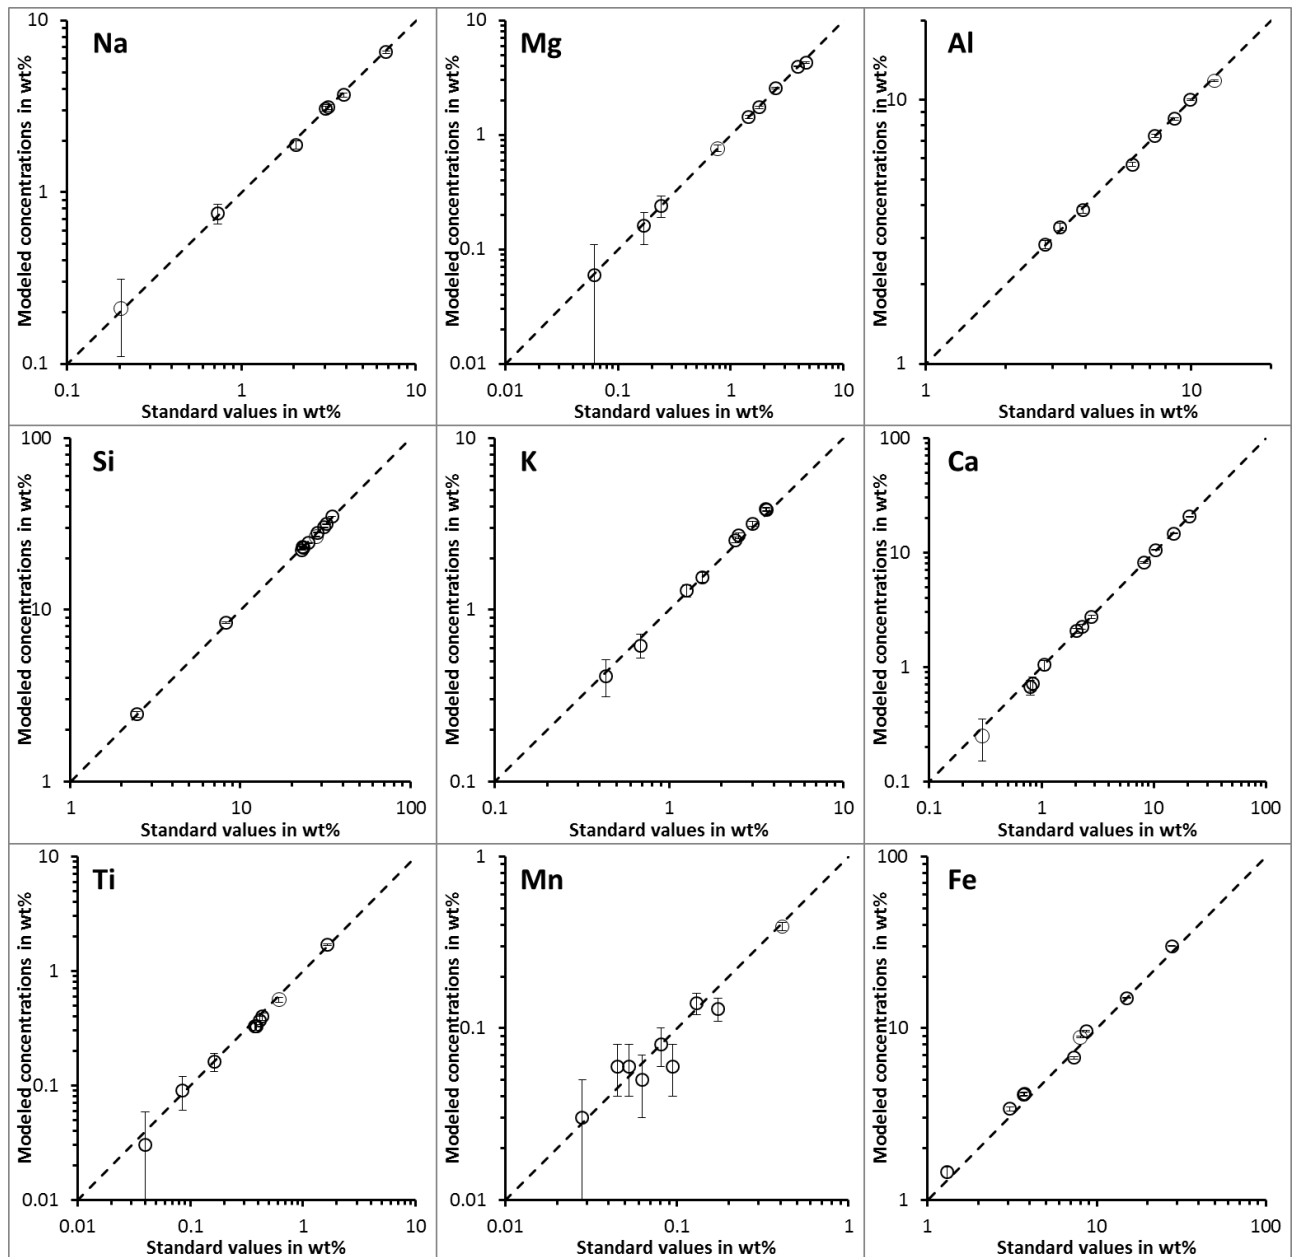 Na
Modeled concentrations in wt%
10
1
0.1
0.1 1 10
Standard values in wt%
Mg
Modeled concentrations in wt%
10
1
0.1
0.01
0.01 0.1 1 10
Standard values in wt%
Al
Modeled concentrations in wt%
10
1
1 10
Standard values in wt%
Si
Modeled concentrations in wt%
100
10
1
1 10 100
Standard values in wt%
K
Modeled concentrations in wt%
10
1
0.1
0.1 1 10
Standard values in wt%
Ca
Modeled concentrations in wt%
100
10
1
0.1
0.1 1 10 100
Standard values in wt%
Ti
Modeled concentrations in wt%
10
1
0.1
0.01
0.01 0.1 1 10
Standard values in wt%
Mn
Modeled concentrations in wt%
1
0.1
0.01
0.01 0.1 1
Standard values in wt%
Fe
Modeled concentrations in wt%
100
10
1
1 10 100
Standard values in wt%